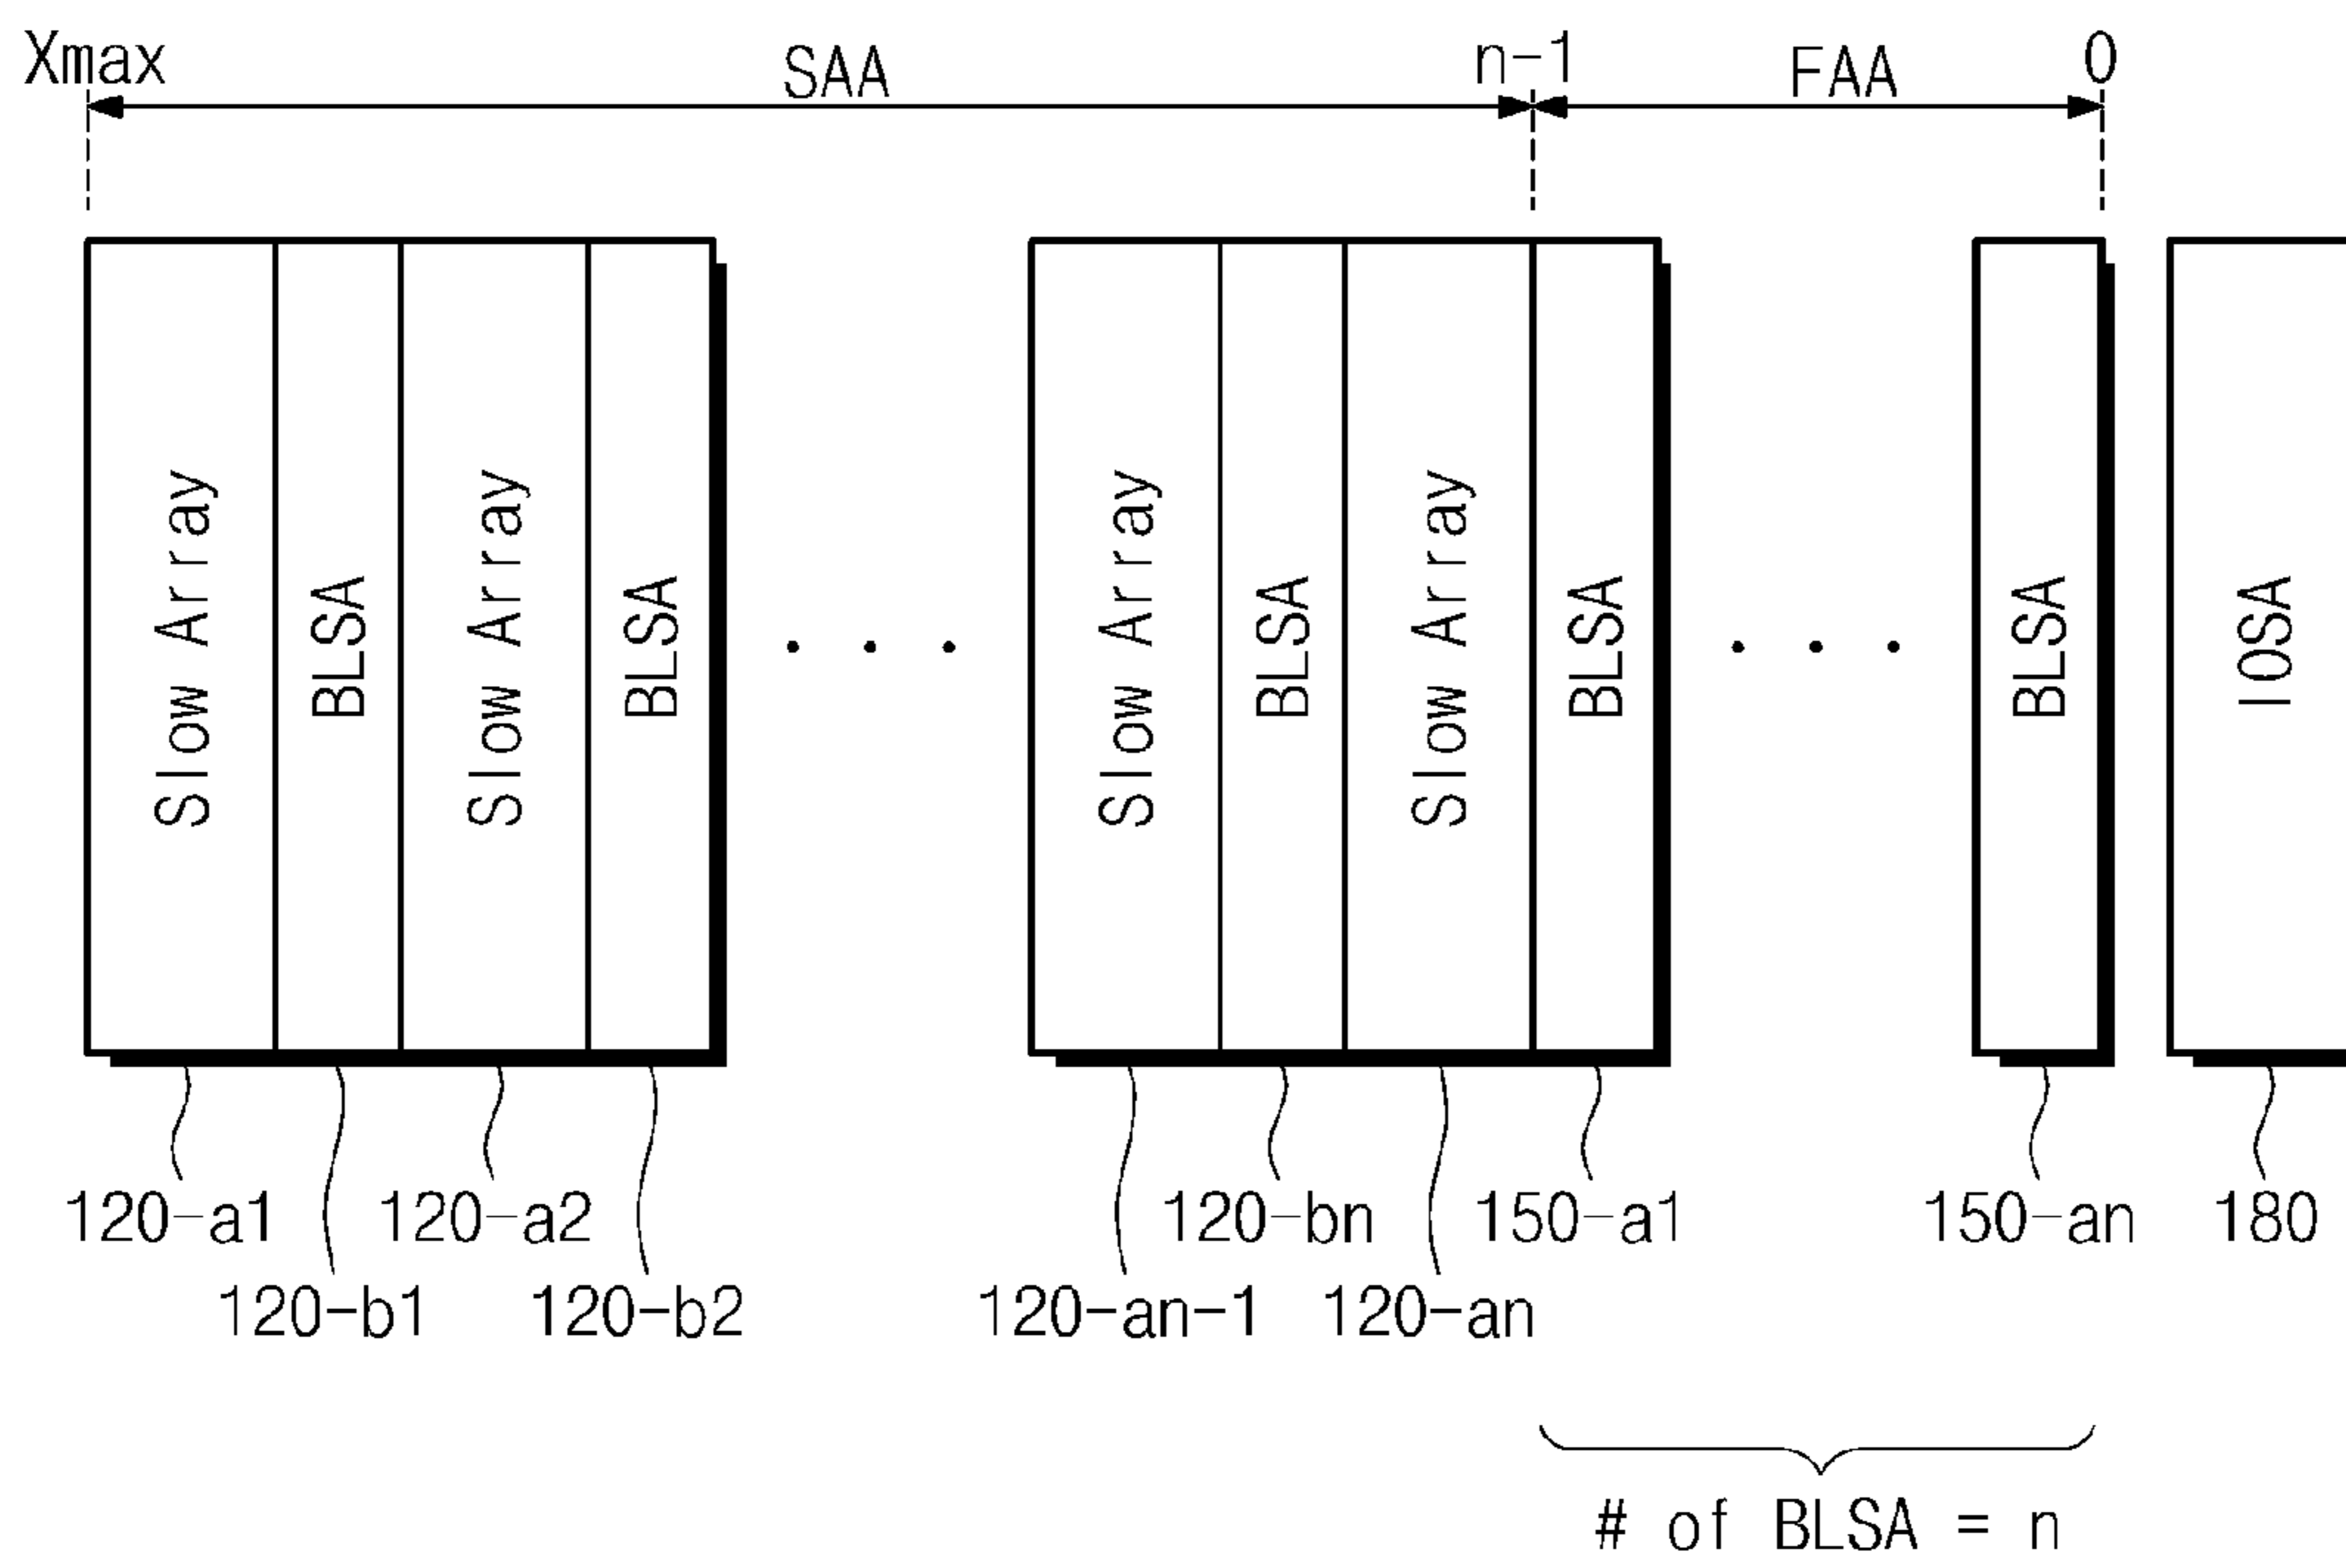 Xmax
SAA
n-1
FAA
0
Slow Array
BLSA
Slow Array
BLSA
Slow Array
BLSA
Slow Array
BLSA
BLSA
IOSA
120-a1
120-a2
120-bn
150-a1
150-an
180
120-b1
120-b2
120-an-1
120-an
# of BLSA = n